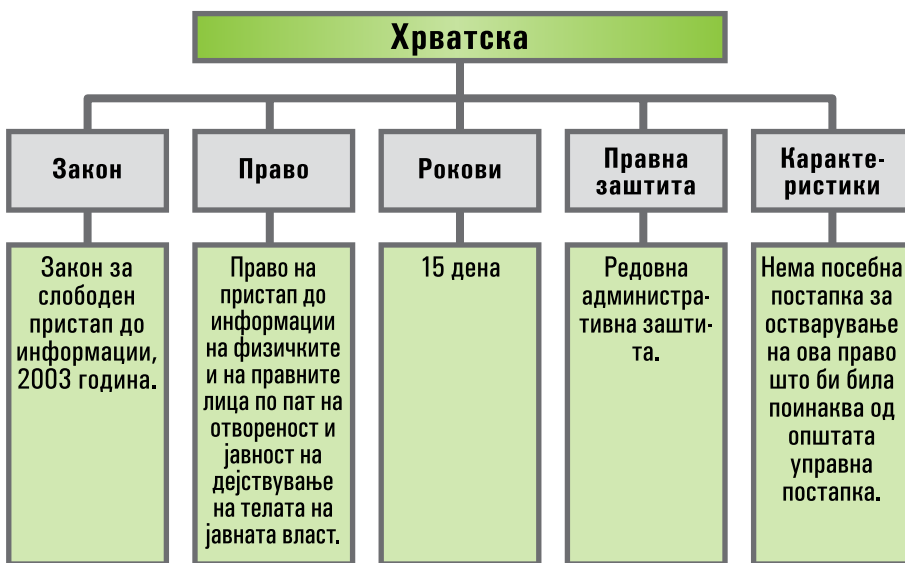 Хрватска
Закон
Право
Рокови
Правна
заштита
Каракте-
ристики
Закон за
слободен
пристап до
информации,
2003 година.
Право на
пристап до
информации
на физичките
и на правните
лица по пат на
отвореност и
јавност на
дејствување
на телата на
јавната власт.
15 дена
Редовна
администра-
тивна зашти-
та.
Нема посебна
постапка за
остварување
на ова право
што би била
поинаква од
општата
управна
постапка.